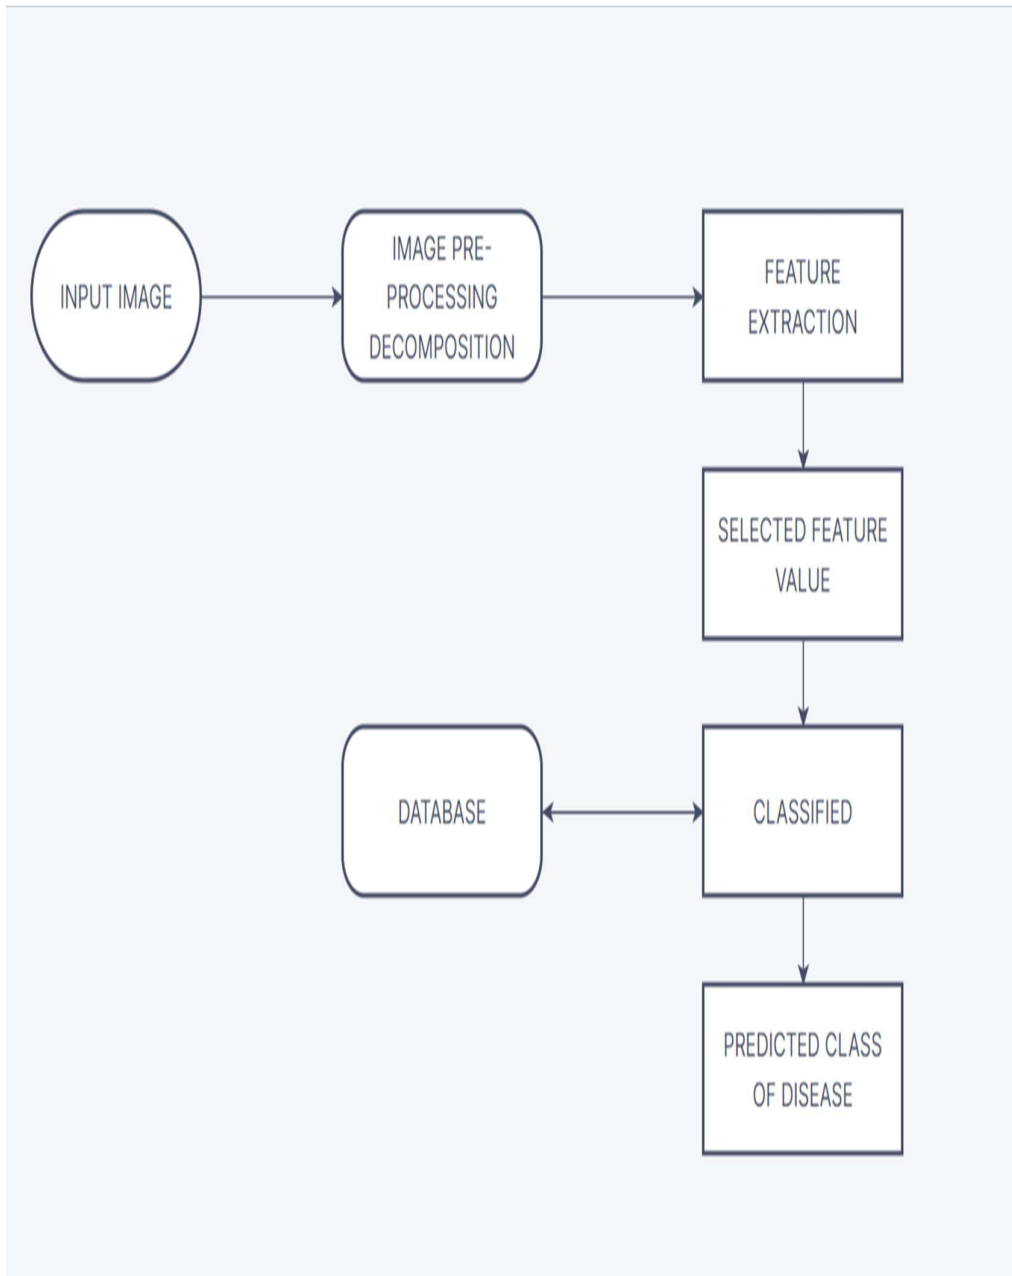 INPUT IMAGE
IMAGE PRE-
PROCESSING
DECOMPOSITION
FEATURE
EXTRACTION
SELECTED FEATURE
VALUE
DATABASE
CLASSIFIED
PREDICTED CLASS
OF DISEASE